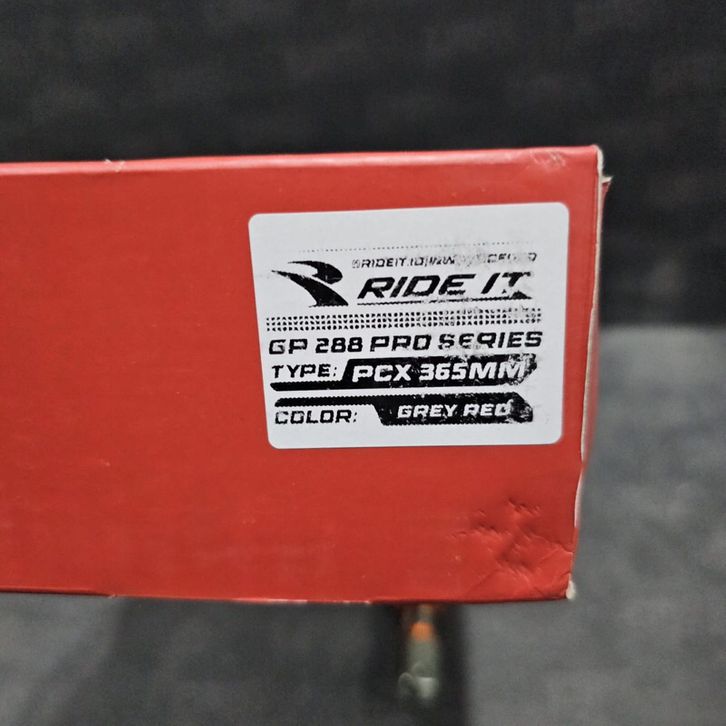 RIDE IT
GP 288 PRO SERIES
TYPE: PCX 365MM
COLOR: GREY RED